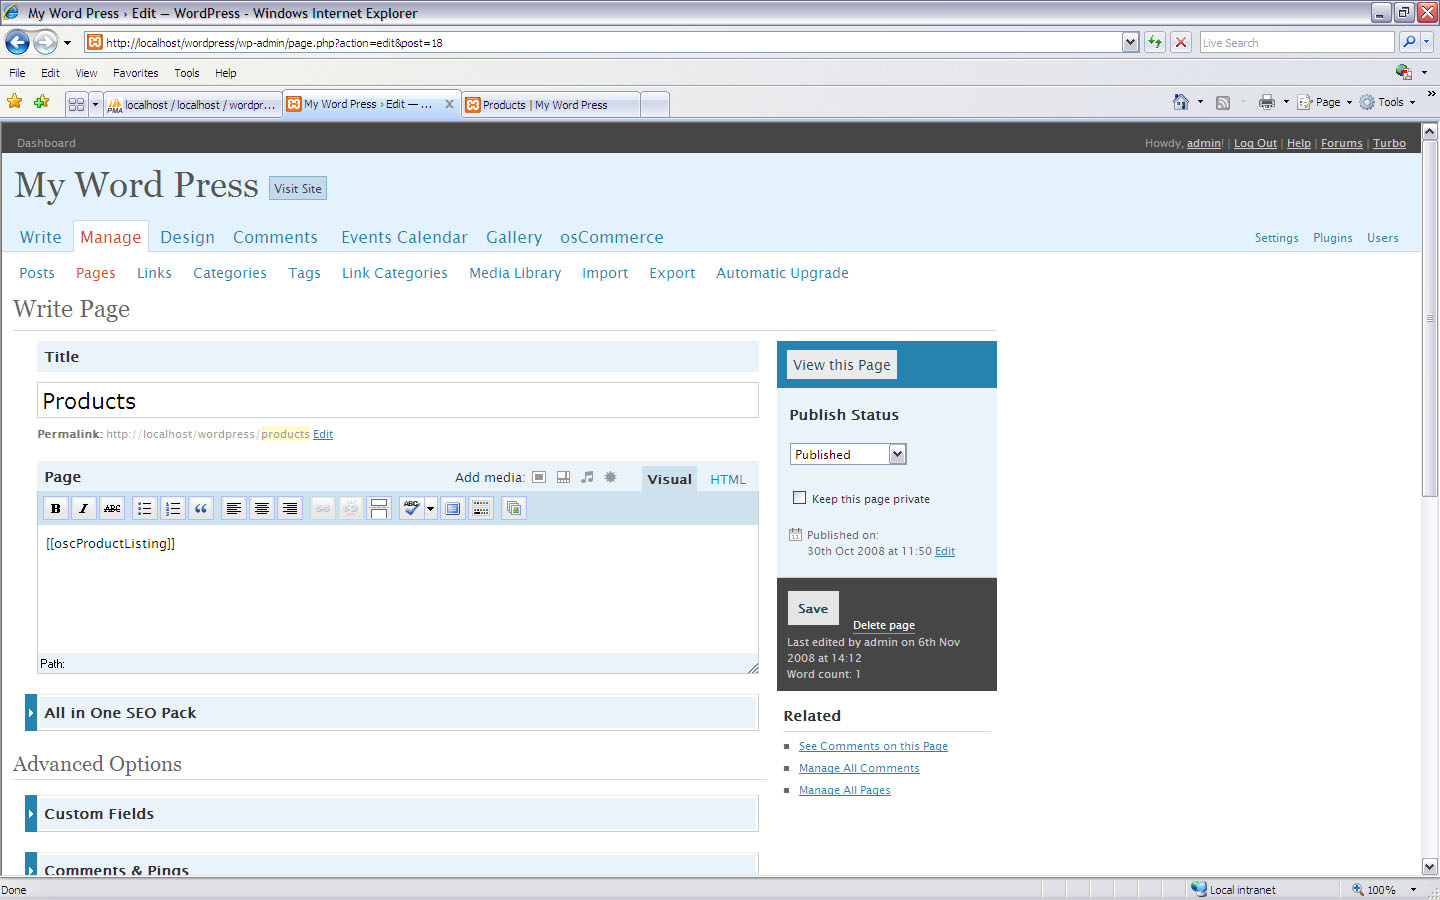 My Word Press › Edit — WordPress - Windows Internet Explorer
http://localhost/wordpress/wp-admin/page.php?action=edit&post=18
Live Search
File Edit View Favorites Tools Help
localhost / localhost / wordpr... My Word Press › Edit — ... Products | My Word Press Page Tools
Dashboard Howdy, admin! | Log Out | Help | Forums | Turbo
My Word Press Visit Site
Write Manage Design Comments Events Calendar Gallery osCommerce Settings Plugins Users
Posts Pages Links Categories Tags Link Categories Media Library Import Export Automatic Upgrade
Write Page
Title
Products
Permalink: http://localhost/wordpress/products Edit
Page Add media: Visual HTML
B I ABC ABC
[[oscProductListing]]
Path:
All in One SEO Pack
Advanced Options
Custom Fields
Comments & Pings
View this Page
Publish Status
Published
Keep this page private
Published on:
30th Oct 2008 at 11:50 Edit
Save Delete page
Last edited by admin on 6th Nov
2008 at 14:12
Word count: 1
Related
See Comments on this Page
Manage All Comments
Manage All Pages
Done Local intranet 100%